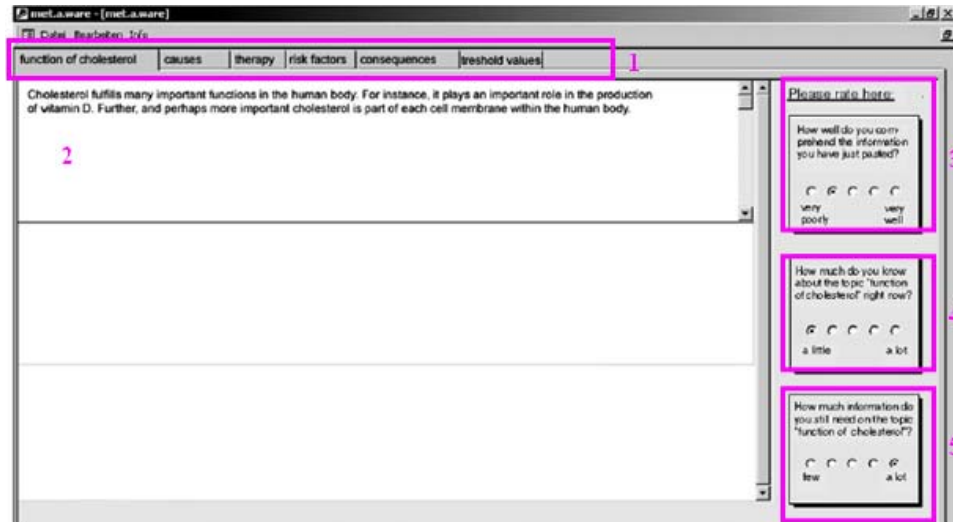 met.a.ware - [met.a.ware]
Datei Bearbeiten Info
function of cholesterol causes therapy risk factors consequences treshold values
1
Cholesterol fulfills many important functions in the human body. For instance, it plays an important role in the production
of vitamin D. Further, and perhaps more important cholesterol is part of each cell membrane within the human body.
2
Please rate here:
How well do you com-
prehend the information
you have just pasted?
very very
poorly well
3
How much do you know
about the topic "function
of cholesterol" right now?
a little a lot
4
How much information do
you still need on the topic
"function of cholesterol"?
few a lot
5